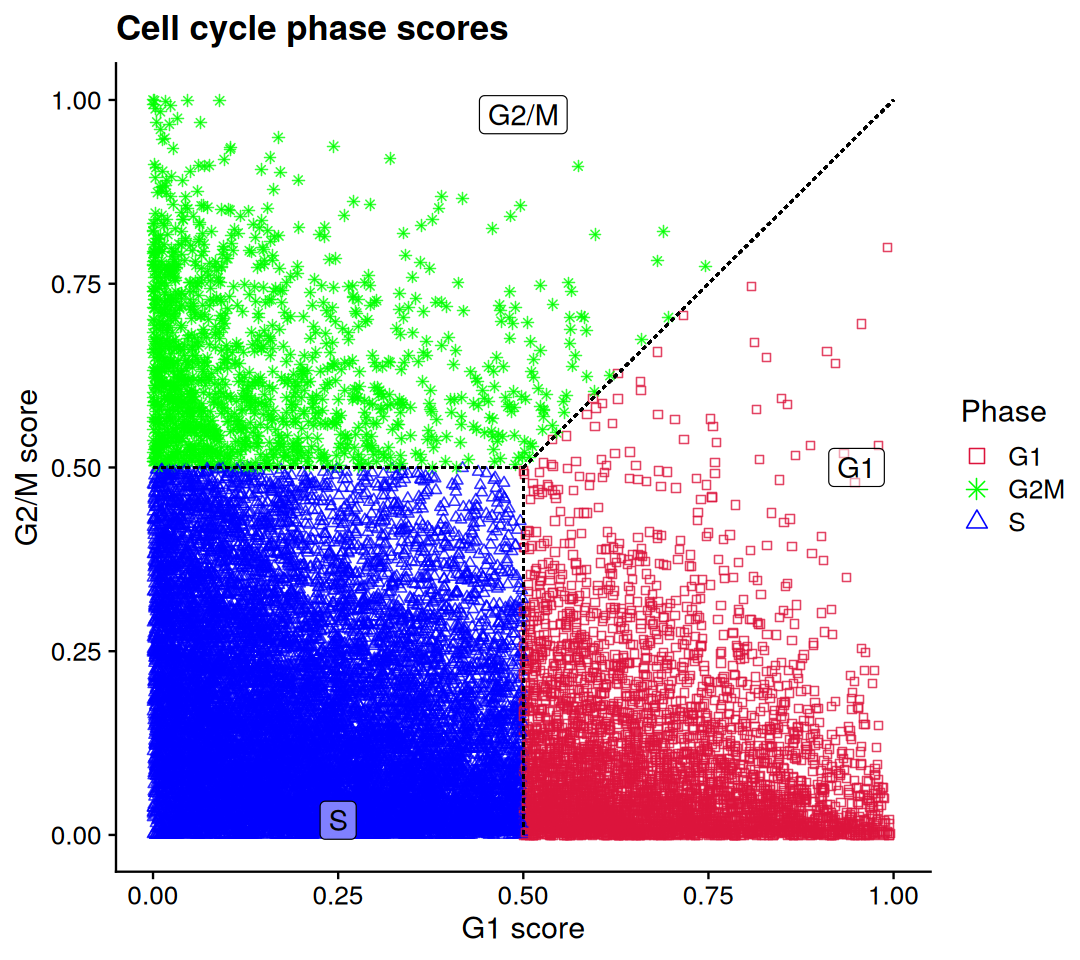 Cell cycle phase scores
G2/M score
1.00
0.75
0.50
0.25
0.00
G2/M
G1
S
0.00
0.25
0.50
0.75
1.00
G1 score
Phase
G1
G2M
S